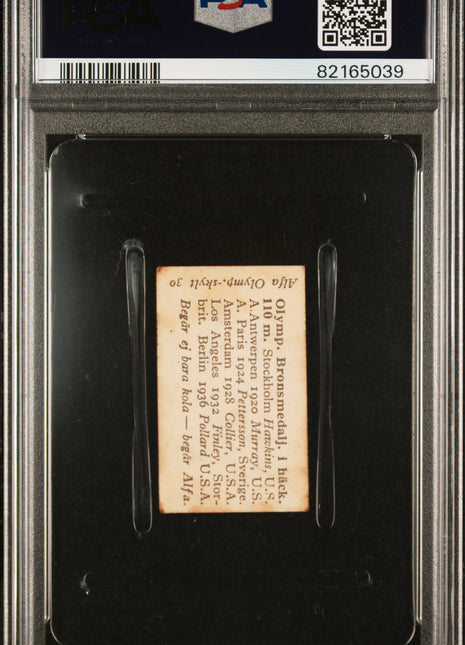 PSA
PSA
82165039
Alfa Olymp.-skylt 30
Olymp. Bronsmedalj. i häck.
110 m. Stockholm Hawkins, U.S.
A. Antwerpen 1920 Murray, U.S.
A. Paris 1924 Pettersson, Sverige.
Amsterdam 1928 Collier, U.S.A.
Los Angeles 1932 Finley, Stor-
brit. Berlin 1936 Pollard U.S.A.
Begär ej bara kola — begär Alfa.